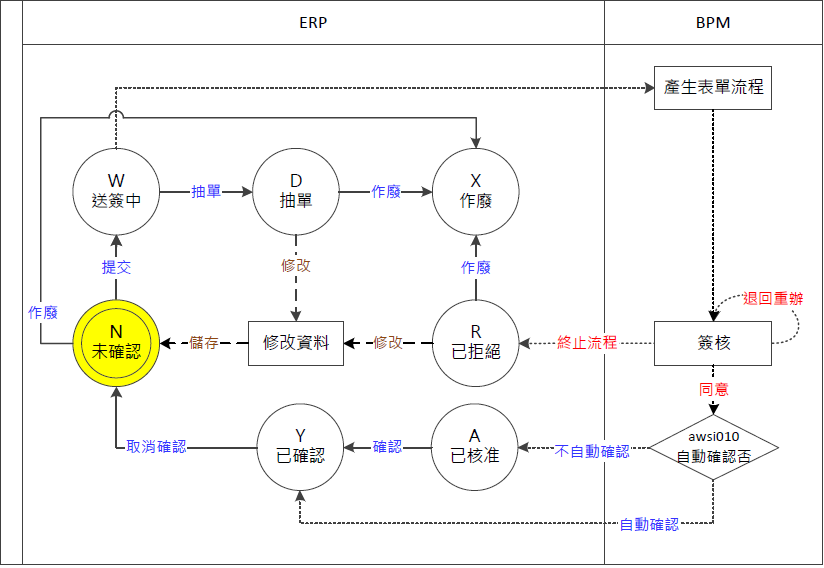 ERP
BPM
產生表單流程
W
送簽中
抽單
D
抽單
作廢
X
作廢
提交
修改
作廢
作廢
退回重辦
N
未確認
儲存
修改資料
修改
R
已拒絕
終止流程
簽核
同意
取消確認
Y
已確認
確認
A
已核准
不自動確認
awsi010
自動確認否
自動確認